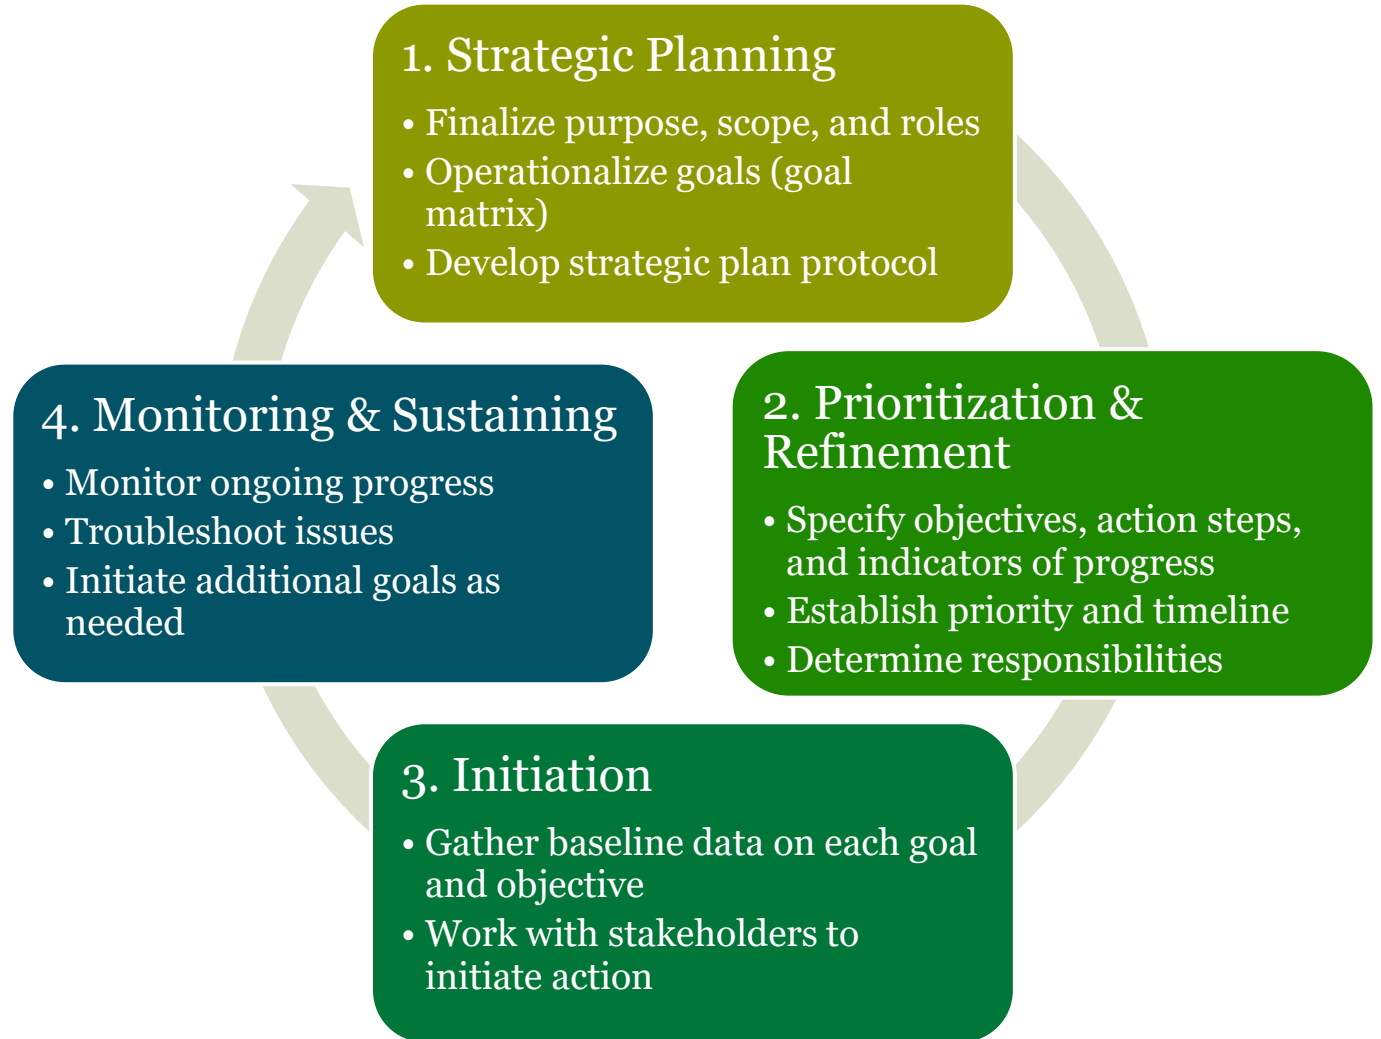 1. Strategic Planning
• Finalize purpose, scope, and roles
• Operationalize goals (goal
matrix)
• Develop strategic plan protocol
2. Prioritization &
Refinement
• Specify objectives, action steps,
and indicators of progress
• Establish priority and timeline
• Determine responsibilities
3. Initiation
• Gather baseline data on each goal
and objective
• Work with stakeholders to
initiate action
4. Monitoring & Sustaining
• Monitor ongoing progress
• Troubleshoot issues
• Initiate additional goals as
needed